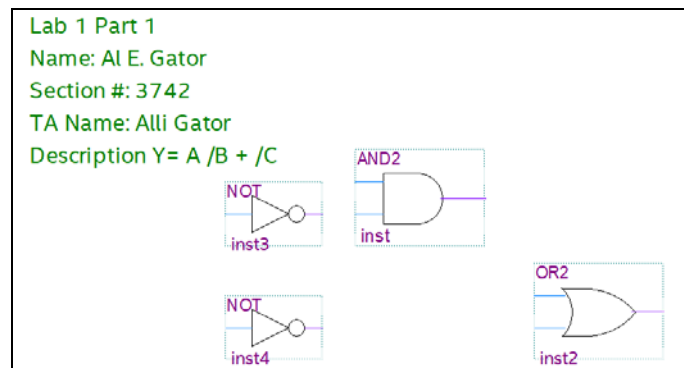 Lab 1 Part 1
Name: Al E. Gator
Section #: 3742
TA Name: Alli Gator
Description Y= A /B + /C
AND2
inst
NOT
inst3
OR2
inst2
NOT
inst4